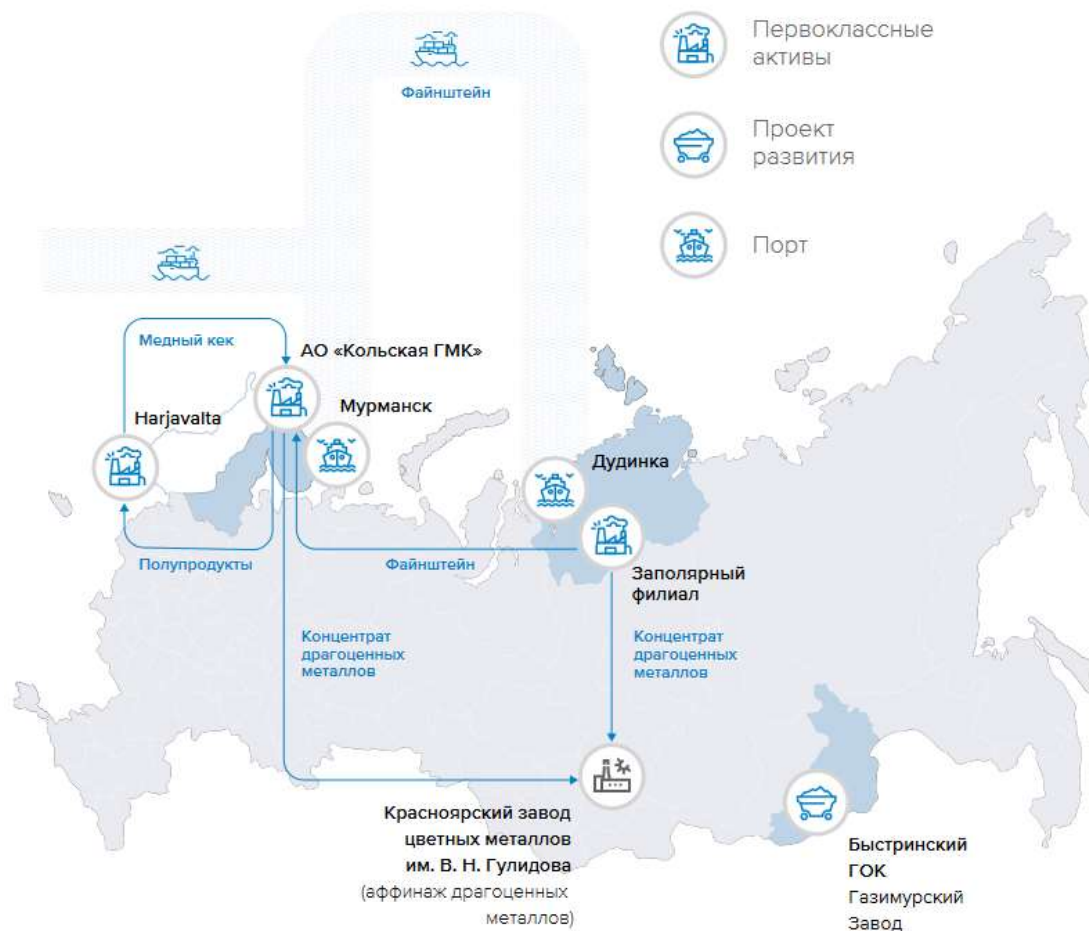 Первоклассные
активы
Файнштейн
Проект
развития
Порт
Медный кек
АО «Кольская ГМК»
Harjavalta
Мурманск
Дудинка
Полупродукты
Файнштейн
Заполярный
филиал
Концентрат
драгоценных
металлов
Концентрат
драгоценных
металлов
Красноярский завод
цветных металлов
им. В. Н. Гулидова
(аффинаж драгоценных
металлов)
Быстринский
ГОК
Газимурский
Завод